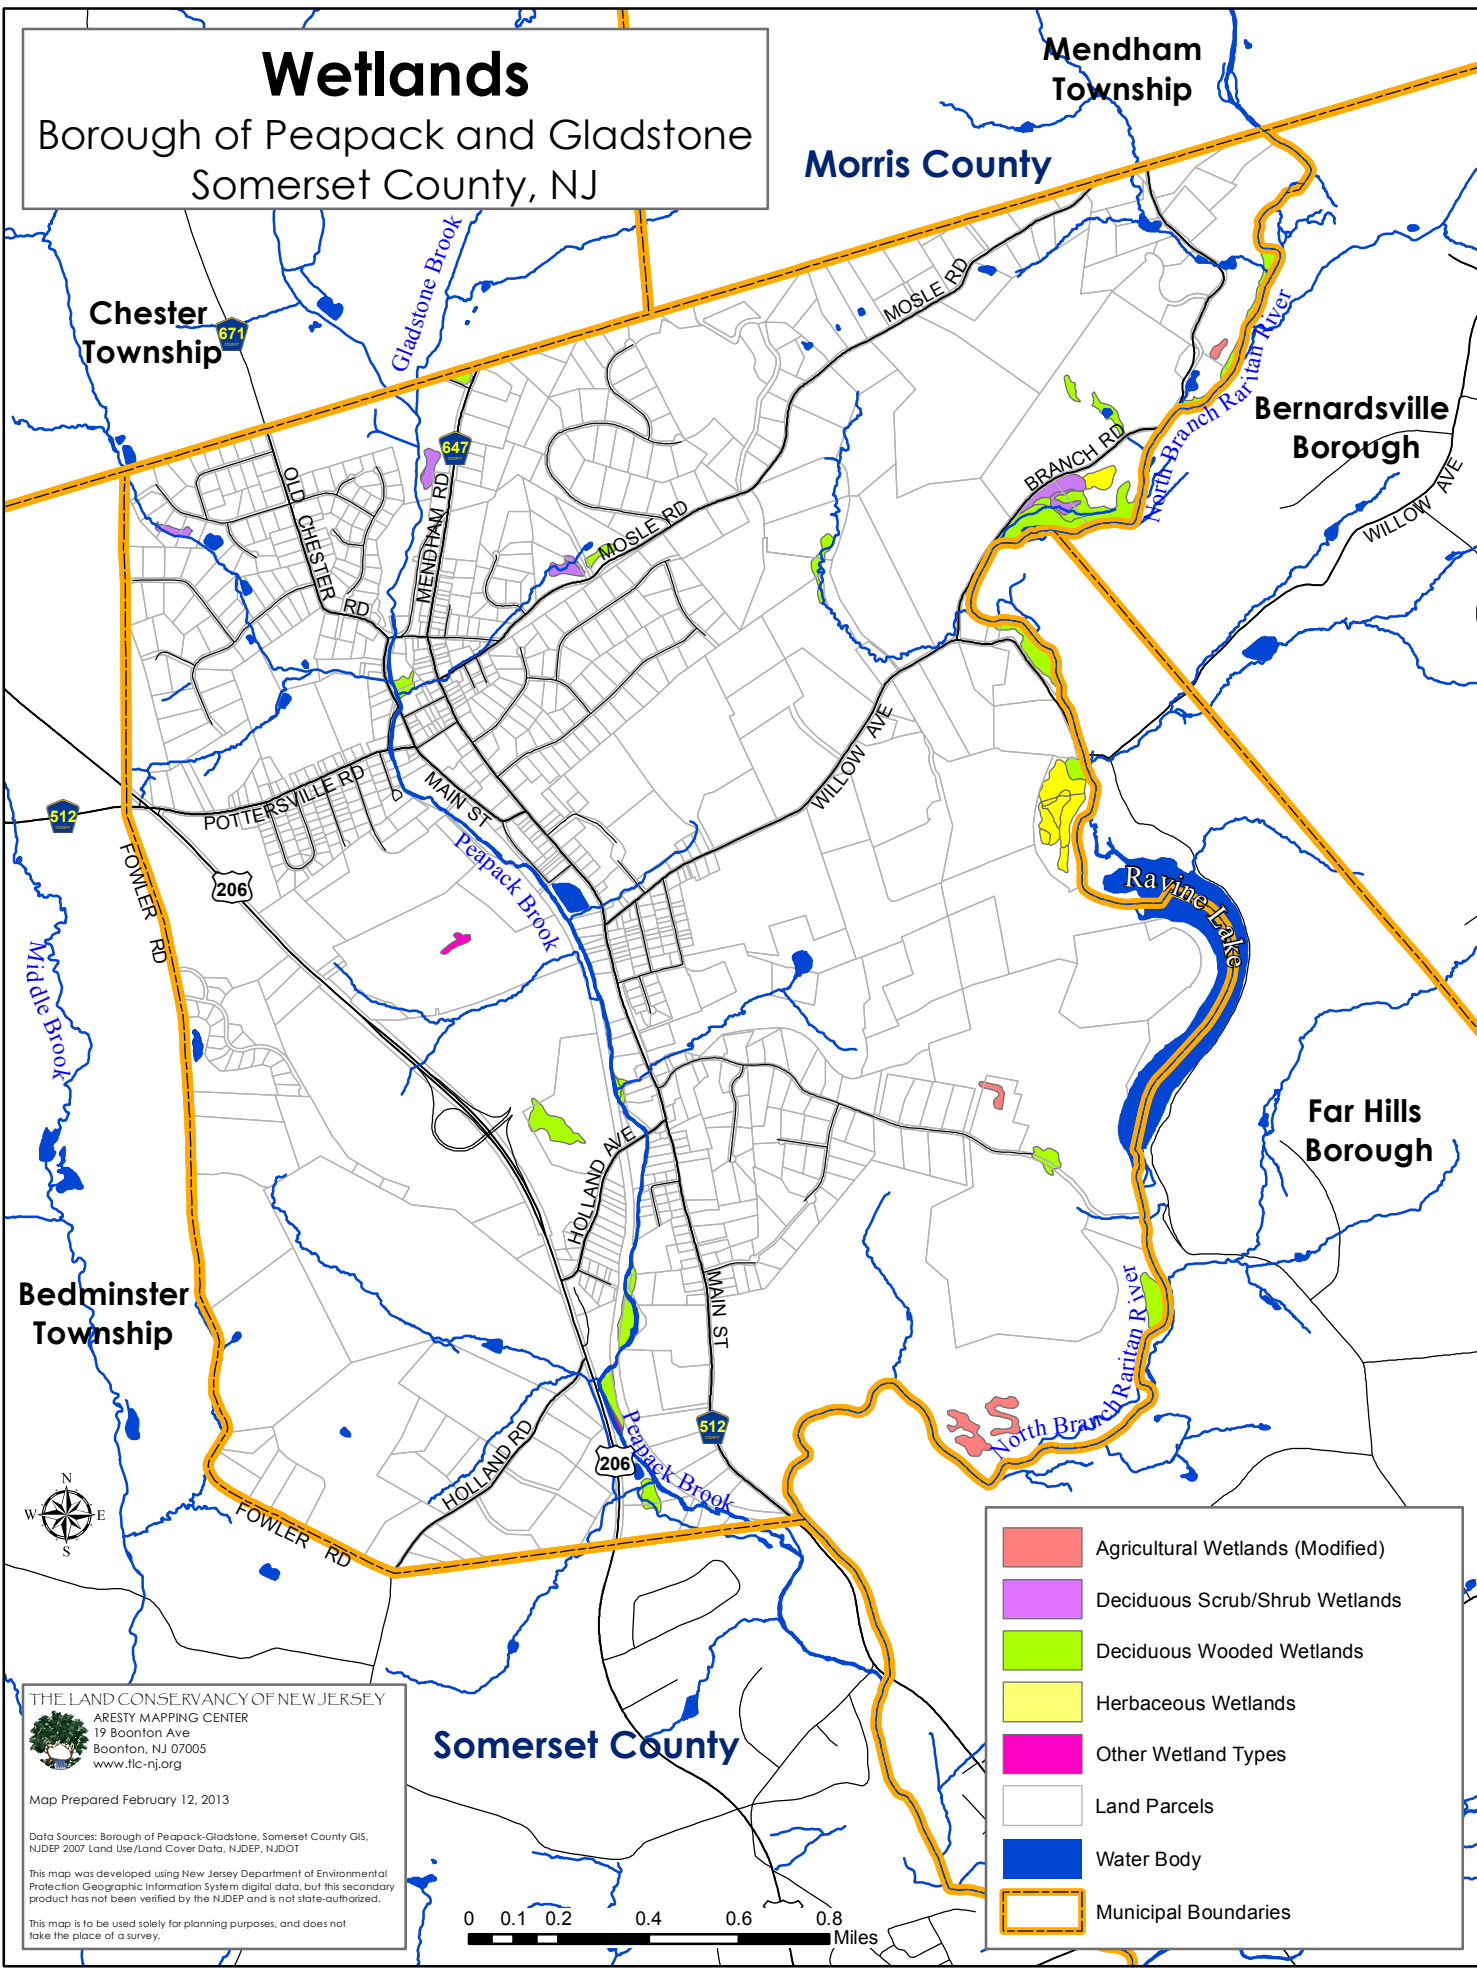 Wetlands
Borough of Peapack and Gladstone
Somerset County, NJ
Mendham
Township
Morris County
Gladstone Brook
Chester
Township
671
COUNTY
MOSLE RD
North Branch Raritan River
Bernardsville
Borough
WILLOW AVE
647
COUNTY
MENDHAM RD
OLD CHESTER RD
MOSLE RD
BRANCH RD
WILLOW AVE
512
COUNTY
POTTERSVILLE RD
MAIN ST
FOWLER RD
206
Peapack Brook
Middle Brook
Ravine Lake
Far Hills
Borough
HOLLAND AVE
MAIN ST
Bedminster
Township
North Branch Raritan River
North Branch
512
COUNTY
206
Peapack Brook
HOLLAND RD
FOWLER RD
N
W
E
S
Somerset County
THE LAND CONSERVANCY OF NEW JERSEY
ARESTY MAPPING CENTER
19 Boonton Ave
Boonton, NJ 07005
www.tlc-nj.org
Map Prepared February 12, 2013
Data Sources: Borough of Peapack-Gladstone, Somerset County GIS,
NJDEP 2007 Land Use/Land Cover Data, NJDEP, NJDOT
This map was developed using New Jersey Department of Environmental
Protection Geographic Information System digital data, but this secondary
product has not been verified by the NJDEP and is not state-authorized.
This map is to be used solely for planning purposes, and does not
take the place of a survey.
0 0.1 0.2 0.4 0.6 0.8
Miles
Agricultural Wetlands (Modified)
Deciduous Scrub/Shrub Wetlands
Deciduous Wooded Wetlands
Herbaceous Wetlands
Other Wetland Types
Land Parcels
Water Body
Municipal Boundaries